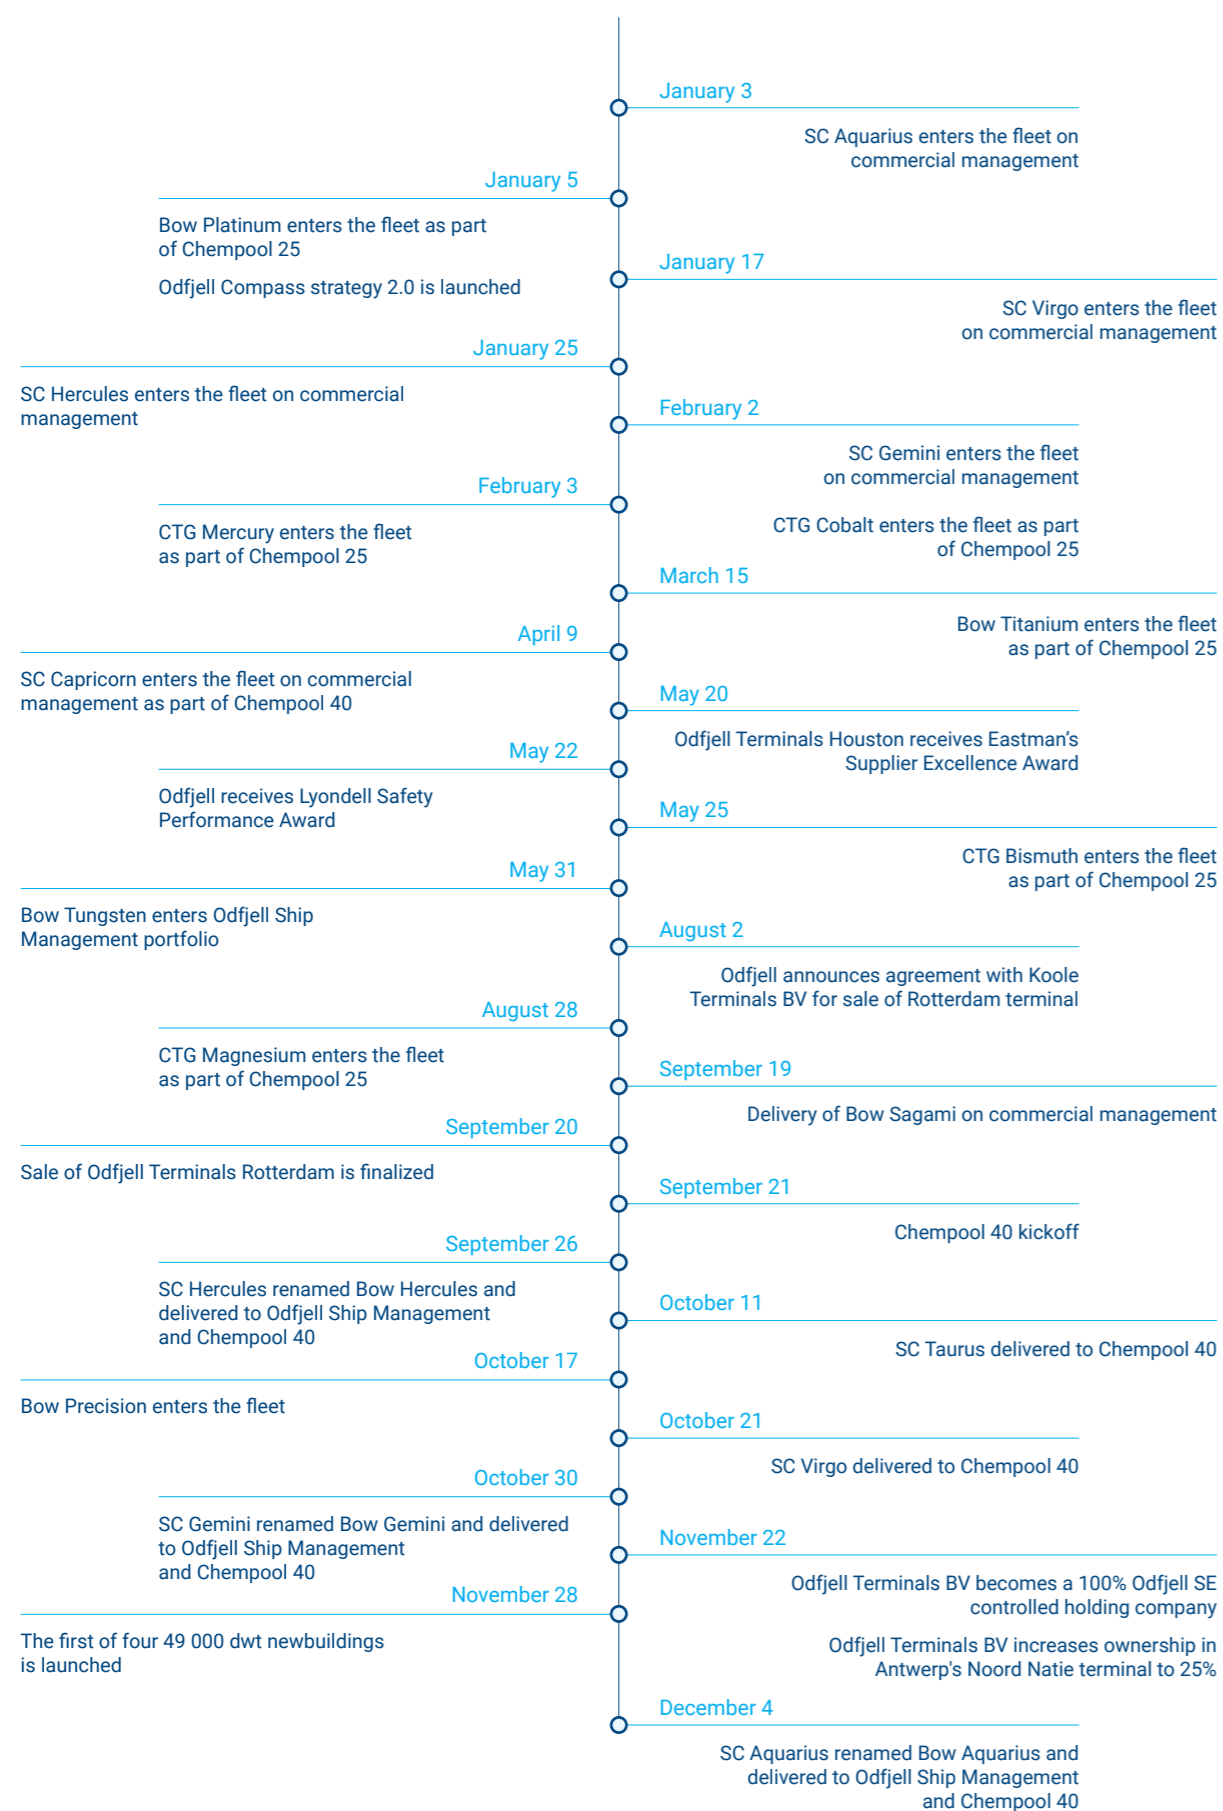 January 3
SC Aquarius enters the fleet on
commercial management
January 5
Bow Platinum enters the fleet as part
of Chempool 25
Odfjell Compass strategy 2.0 is launched
January 17
SC Virgo enters the fleet
on commercial management
January 25
SC Hercules enters the fleet on commercial
management
February 2
SC Gemini enters the fleet
on commercial management
CTG Cobalt enters the fleet as part
of Chempool 25
February 3
CTG Mercury enters the fleet
as part of Chempool 25
March 15
Bow Titanium enters the fleet
as part of Chempool 25
April 9
SC Capricorn enters the fleet on commercial
management as part of Chempool 40
May 20
Odfjell Terminals Houston receives Eastman’s
Supplier Excellence Award
May 22
Odfjell receives Lyondell Safety
Performance Award
May 25
CTG Bismuth enters the fleet
as part of Chempool 25
May 31
Bow Tungsten enters Odfjell Ship
Management portfolio
August 2
Odfjell announces agreement with Koole
Terminals BV for sale of Rotterdam terminal
August 28
CTG Magnesium enters the fleet
as part of Chempool 25
September 19
Delivery of Bow Sagami on commercial management
September 20
Sale of Odfjell Terminals Rotterdam is finalized
September 21
Chempool 40 kickoff
September 26
SC Hercules renamed Bow Hercules and
delivered to Odfjell Ship Management
and Chempool 40
October 11
SC Taurus delivered to Chempool 40
October 17
Bow Precision enters the fleet
October 21
SC Virgo delivered to Chempool 40
October 30
SC Gemini renamed Bow Gemini and delivered
to Odfjell Ship Management
and Chempool 40
November 22
Odfjell Terminals BV becomes a 100% Odfjell SE
controlled holding company
Odfjell Terminals BV increases ownership in
Antwerp's Noord Natie terminal to 25%
November 28
The first of four 49 000 dwt newbuildings
is launched
December 4
SC Aquarius renamed Bow Aquarius and
delivered to Odfjell Ship Management
and Chempool 40